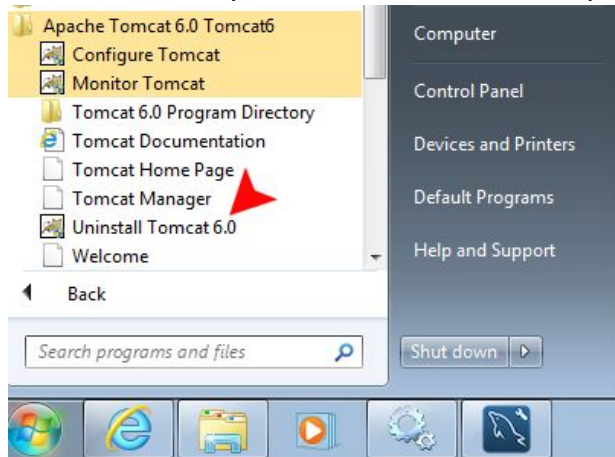 Apache Tomcat 6.0 Tomcat6
Configure Tomcat
Monitor Tomcat
Tomcat 6.0 Program Directory
Tomcat Documentation
Tomcat Home Page
Tomcat Manager
Uninstall Tomcat 6.0
Welcome
Back
Search programs and files
Computer
Control Panel
Devices and Printers
Default Programs
Help and Support
Shut down